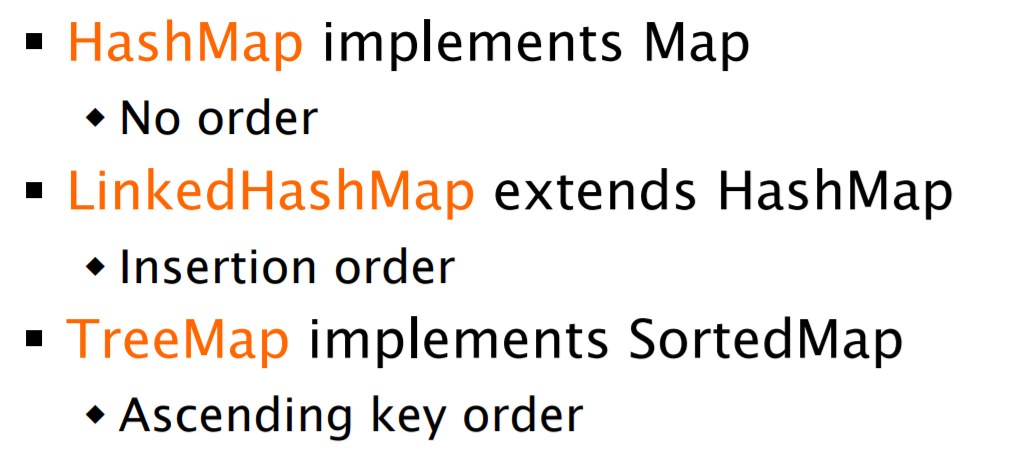 ▪ HashMap implements Map
◆ No order
▪ LinkedHashMap extends HashMap
◆ Insertion order
▪ TreeMap implements SortedMap
◆ Ascending key order